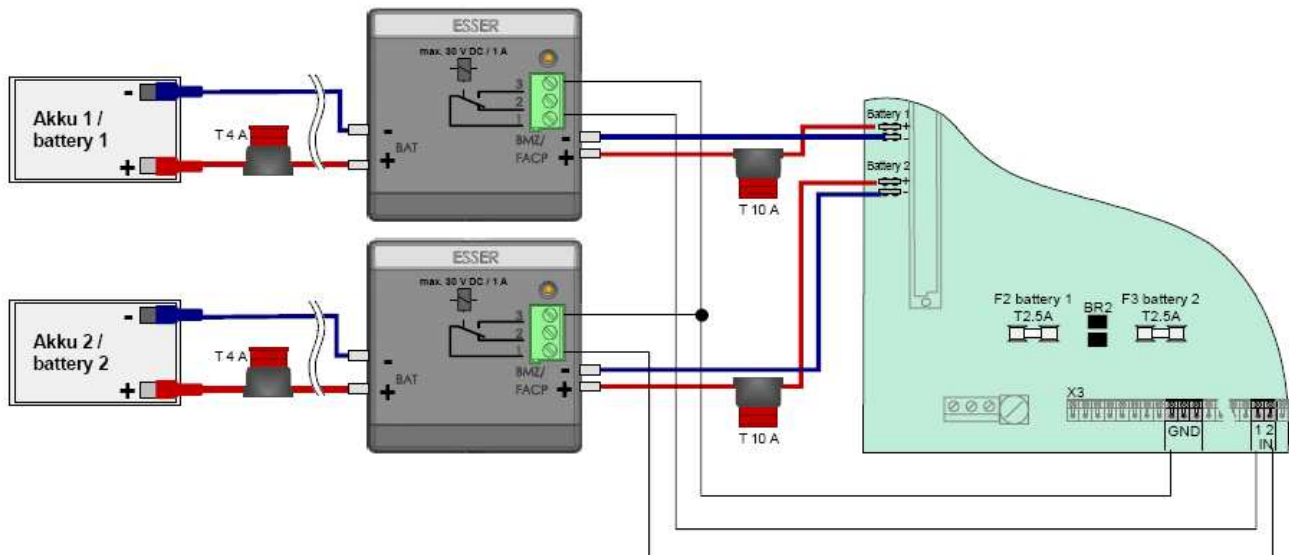 ESSER
max. 30 V DC / 1 A
3
2
1
-
+
BAT
BMZ/
FACP
-
+
Akku 1 /
battery 1
-
+
T 4 A
T 10 A
Battery 1
+
-
Battery 2
+
-
ESSER
max. 30 V DC / 1 A
3
2
1
-
+
BAT
BMZ/
FACP
-
+
Akku 2 /
battery 2
-
+
T 4 A
T 10 A
F2 battery 1
T2.5A
BR2
F3 battery 2
T2.5A
X3
GND
1 2
IN